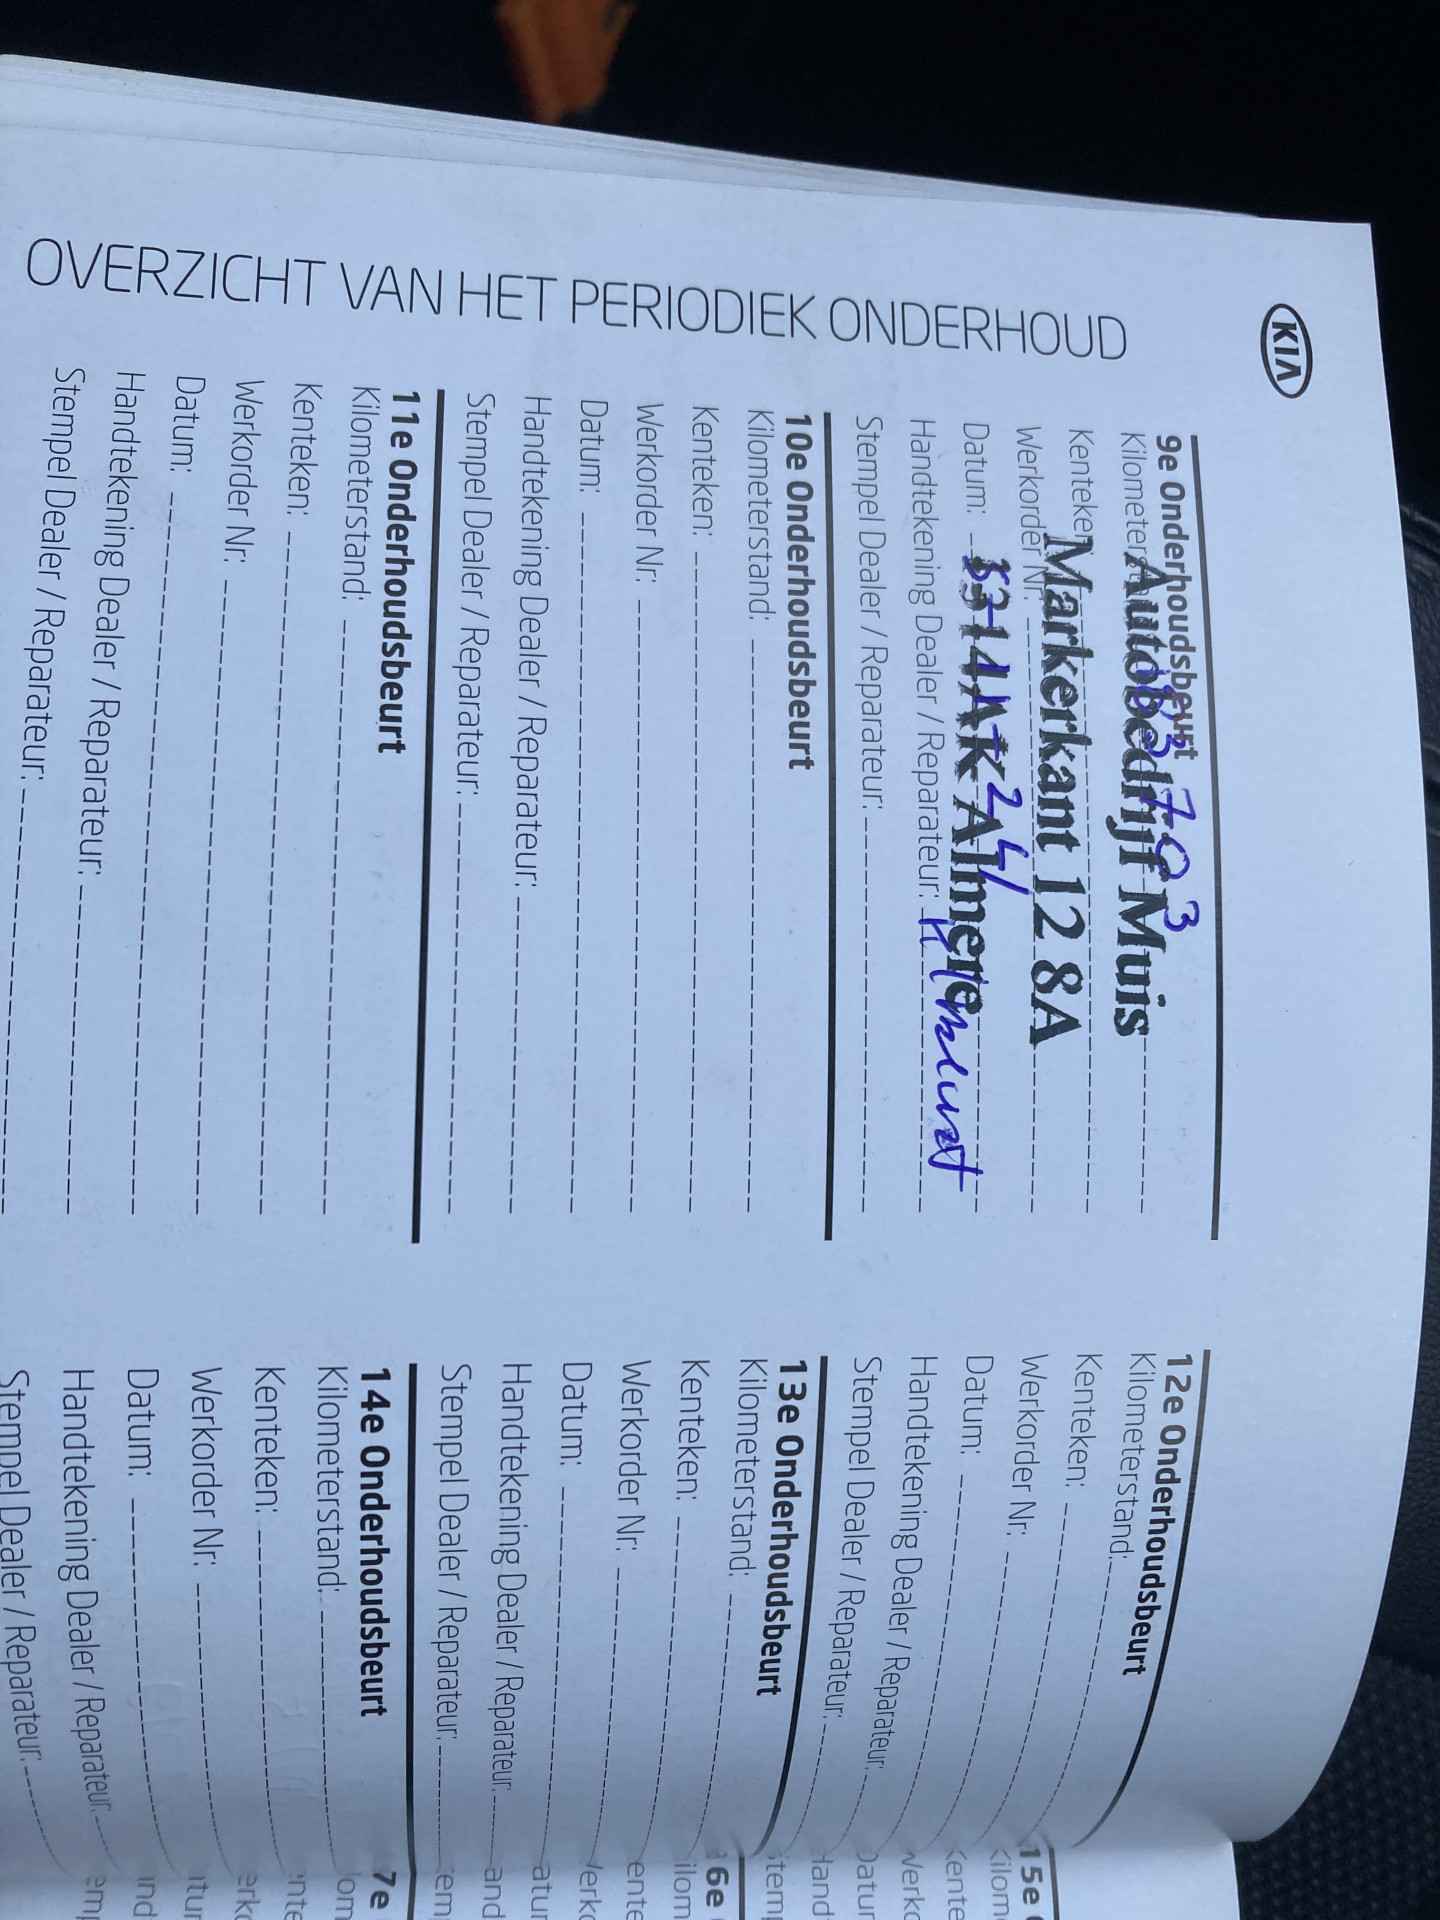 KIA
OVERZICHT VAN HET PERIODIEK ONDERHOUD
9e Onderhoudsbeurt
Autobedrijf Muis
Kenteken
Markerkant 12 8A
Werkorder Nr:
Datum:
1314AK Almere
Handtekening Dealer / Reparateur:
Stempel Dealer / Reparateur:
10e Onderhoudsbeurt
Kilometerstand:
Kenteken:
Werkorder Nr:
Datum:
Handtekening Dealer / Reparateur:
Stempel Dealer / Reparateur:
11e Onderhoudsbeurt
Kilometerstand:
Kenteken:
Werkorder Nr:
Datum:
Handtekening Dealer / Reparateur:
Stempel Dealer / Reparateur:
12e Onderhoudsbeurt
Kilometerstand:
Kenteken:
Werkorder Nr:
Datum:
Handtekening Dealer / Reparateur:
Stempel Dealer / Reparateur:
13e Onderhoudsbeurt
Kilometerstand:
Kenteken:
Werkorder Nr:
Datum:
Handtekening Dealer / Reparateur:
Stempel Dealer / Reparateur:
14e Onderhoudsbeurt
Kilometerstand:
Kenteken:
Werkorder Nr:
Datum:
Handtekening Dealer / Reparateur:
Stempel Dealer / Reparateur:
15e
6e
7e